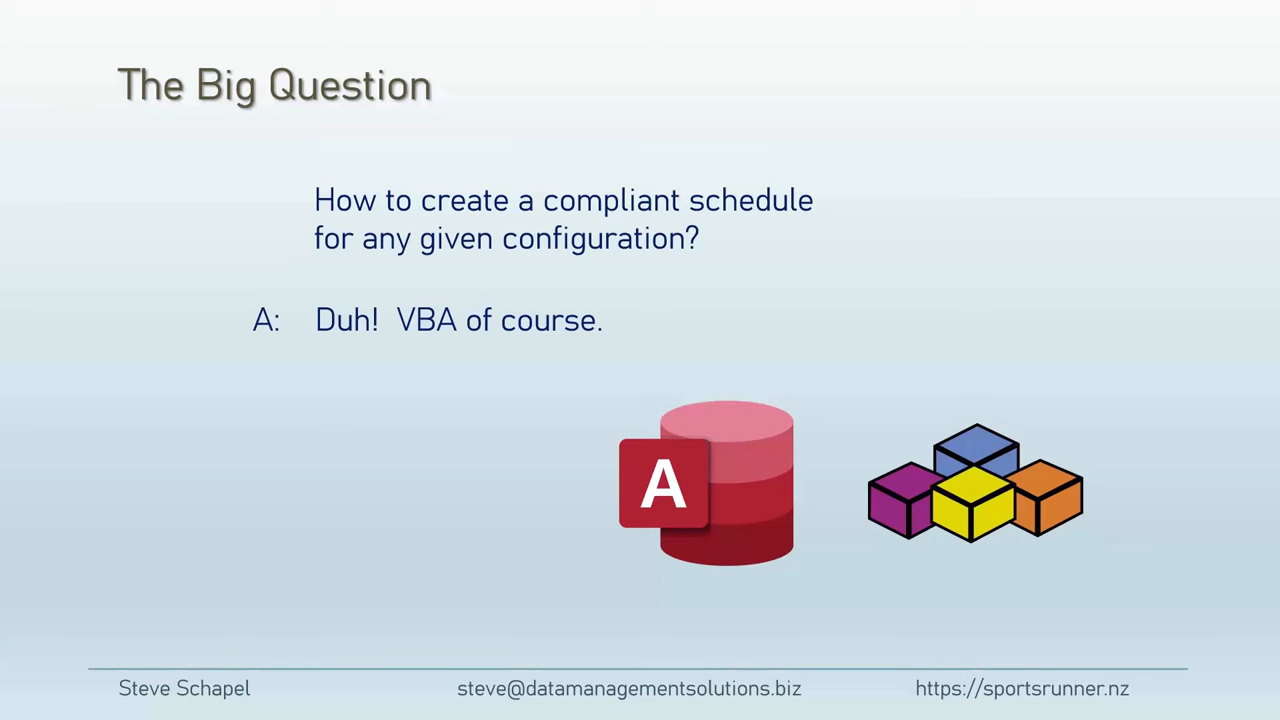 The Big Question
How to create a compliant schedule
for any given configuration?
A: Duh! VBA of course.
A
Steve Schapel steve@datamanagementsolutions.biz https://sportsrunner.nz